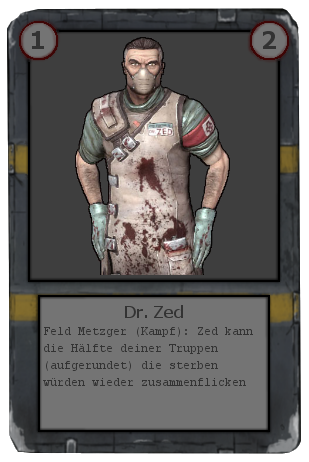 1
2
ZED
Dr. Zed
Feld Metzger (Kampf): Zed kann
die Hälfte deiner Truppen
(aufgerundet) die sterben
würden wieder zusammenflicken